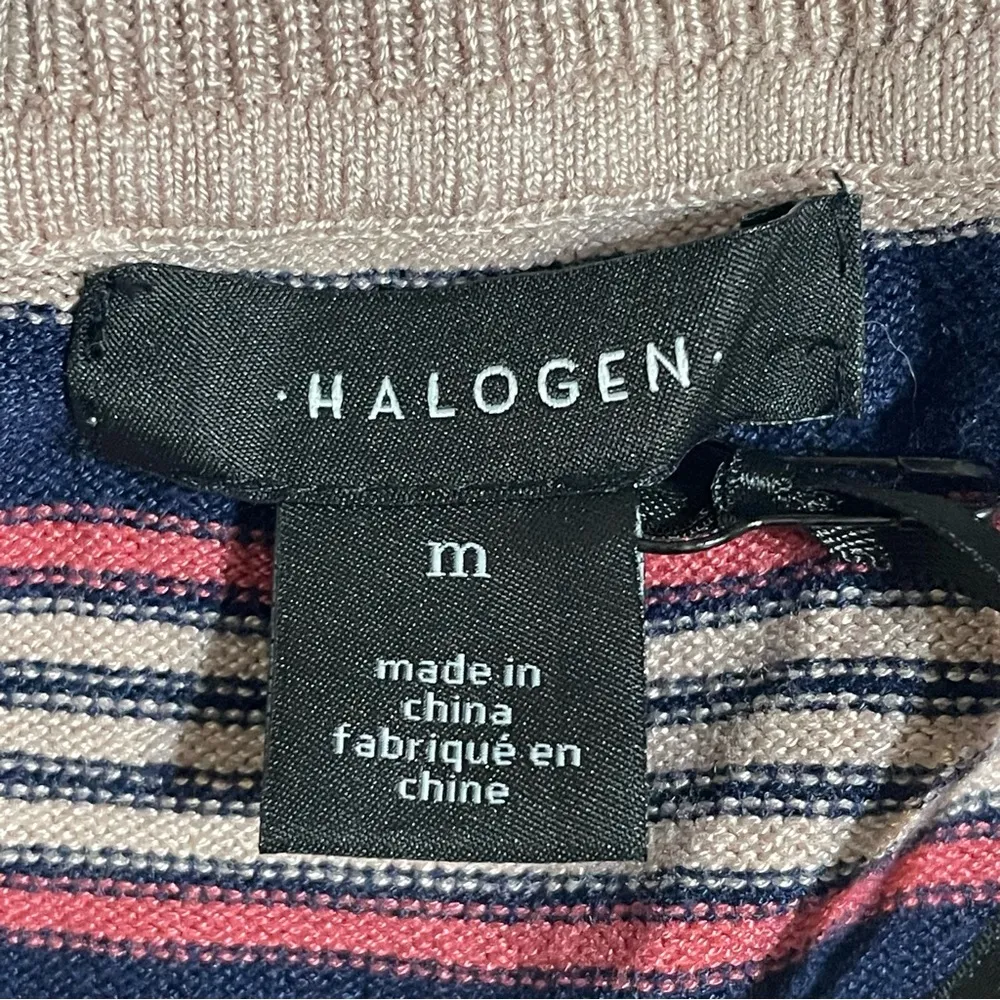 ·HALOGEN·
m
made in
china
fabriqué en
chine